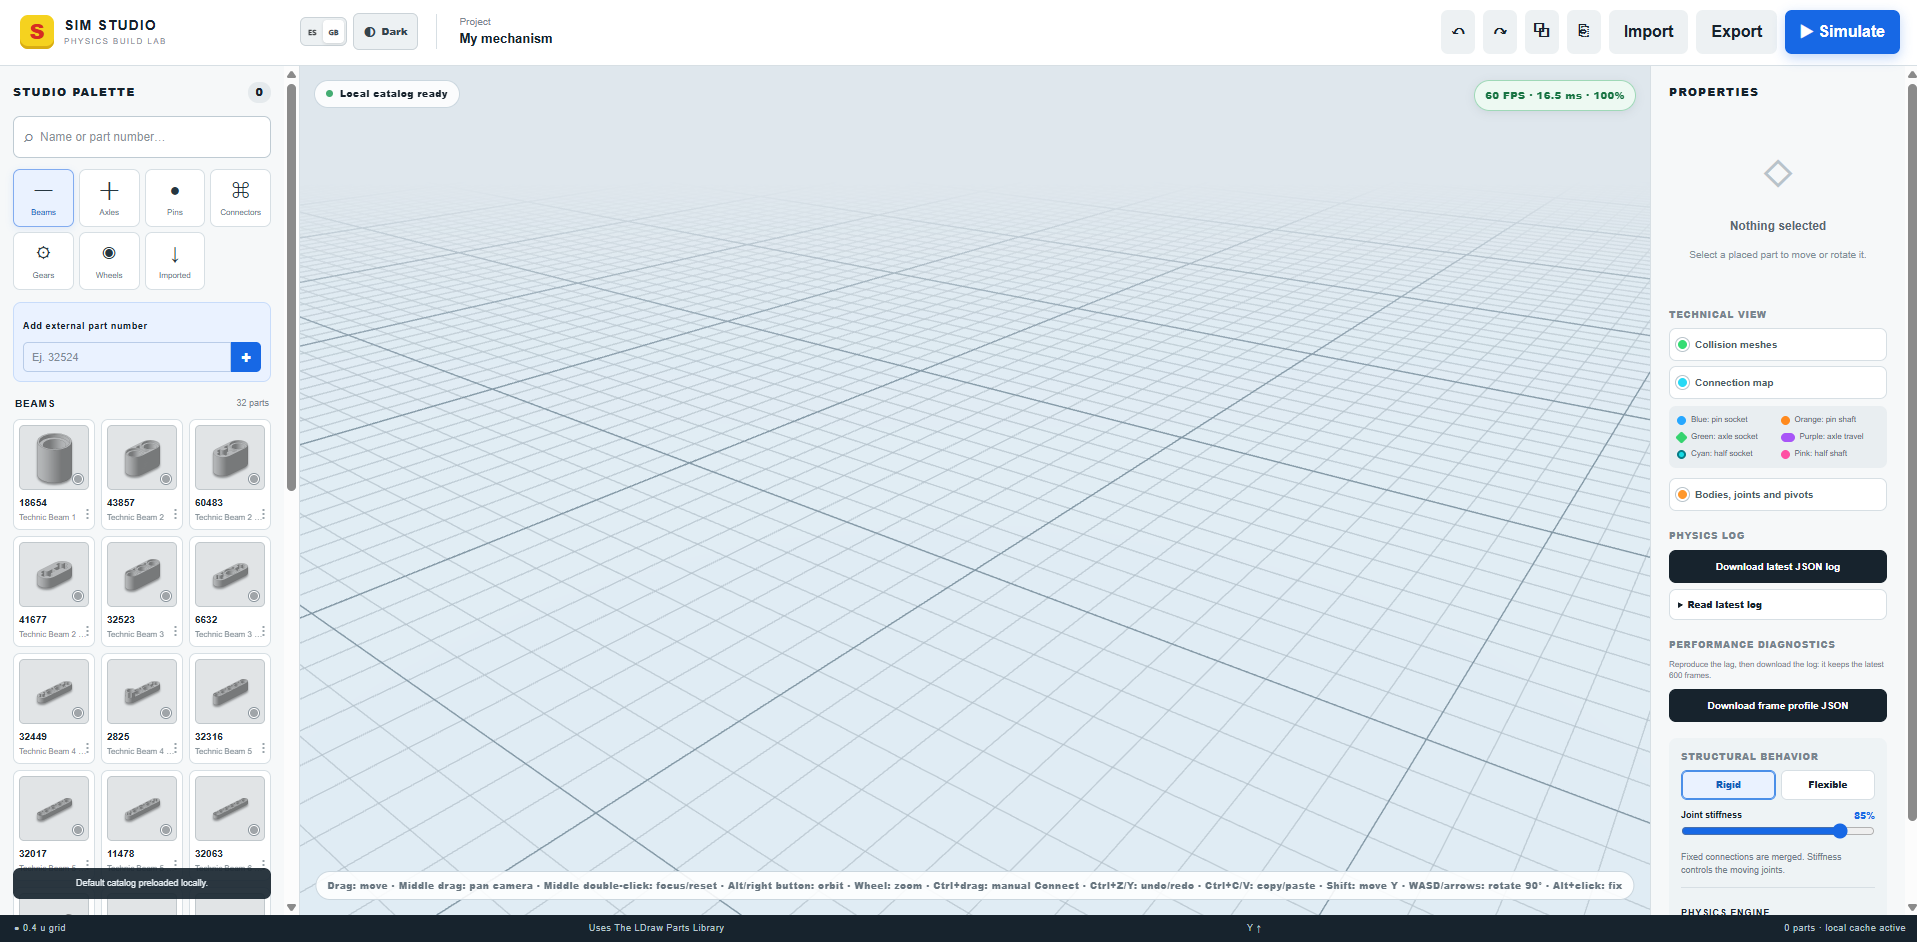 S
SIM STUDIO
PHYSICS BUILD LAB
ES
GB
Dark
Project
My mechanism
Import
Export
Simulate
STUDIO PALETTE
0
Name or part number...
Beams
Axles
Pins
Connectors
Gears
Wheels
Imported
Add external part number
Ej. 32524
+
BEAMS
32 parts
18654
Technic Beam 1
43857
Technic Beam 2
60483
Technic Beam 2 ...
41677
Technic Beam 2 ...
32523
Technic Beam 3
6632
Technic Beam 3 ...
32449
Technic Beam 4 ...
2825
Technic Beam 4 ...
32316
Technic Beam 5
32017
11478
32063
Default catalog preloaded locally.
Local catalog ready
60 FPS · 16.5 ms · 100%
Drag: move · Middle drag: pan camera · Middle double-click: focus/reset · Alt/right button: orbit · Wheel: zoom · Ctrl+drag: manual Connect · Ctrl+Z/Y: undo/redo · Ctrl+C/V: copy/paste · Shift: move Y · WASD/arrows: rotate 90° · Alt+click: fix
PROPERTIES
Nothing selected
Select a placed part to move or rotate it.
TECHNICAL VIEW
Collision meshes
Connection map
Blue: pin socket
Orange: pin shaft
Green: axle socket
Purple: axle travel
Cyan: half socket
Pink: half shaft
Bodies, joints and pivots
PHYSICS LOG
Download latest JSON log
Read latest log
PERFORMANCE DIAGNOSTICS
Reproduce the lag, then download the log: it keeps the latest
600 frames.
Download frame profile JSON
STRUCTURAL BEHAVIOR
Rigid
Flexible
Joint stiffness
85%
Fixed connections are merged. Stiffness
controls the moving joints.
PHYSICS ENGINE
0.4 u grid
Uses The LDraw Parts Library
Y ↑
0 parts · local cache active